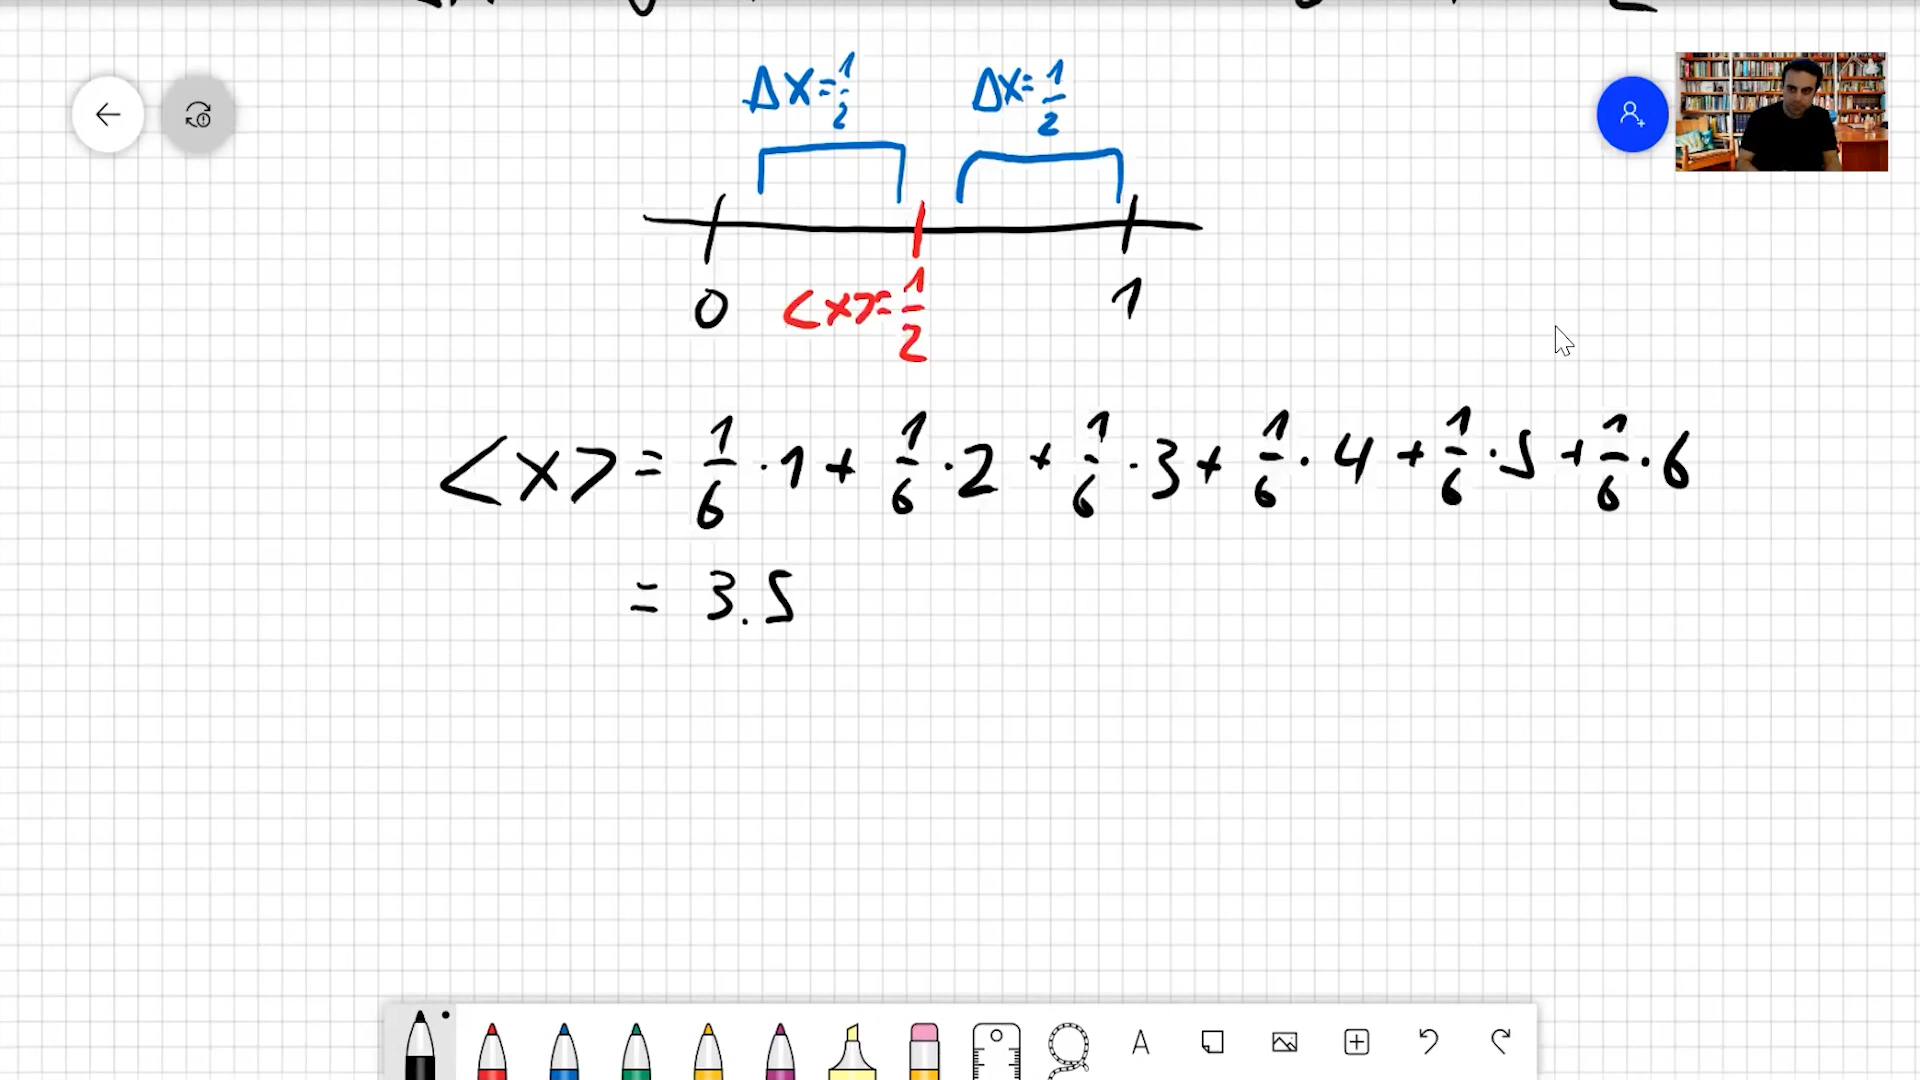 Δx=1/2 Δx=1/2
0 <x>=1/2 1
<x> = 1/6 · 1 + 1/6 · 2 + 1/6 · 3 + 1/6 · 4 + 1/6 · 5 + 1/6 · 6
= 3.5
A